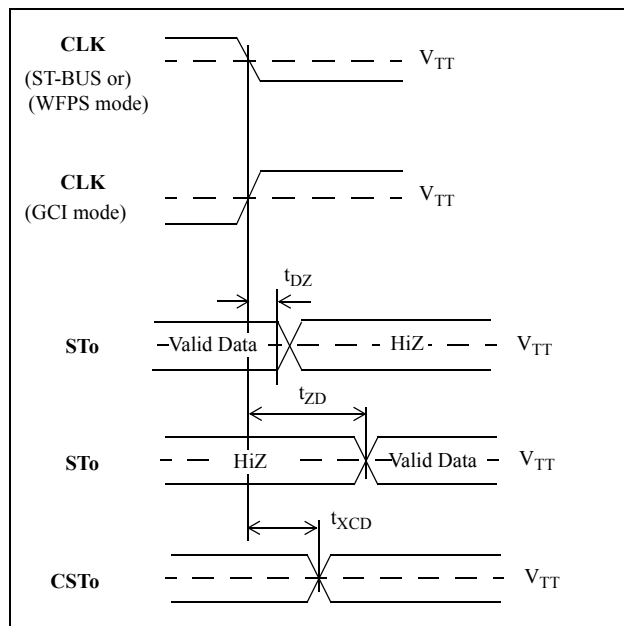 CLK
(ST-BUS or)
(WFPS mode)
V_TT
CLK
(GCI mode)
V_TT
t_DZ
STo
Valid Data
HiZ
V_TT
t_ZD
STo
HiZ
Valid Data
V_TT
t_XCD
CSTo
V_TT